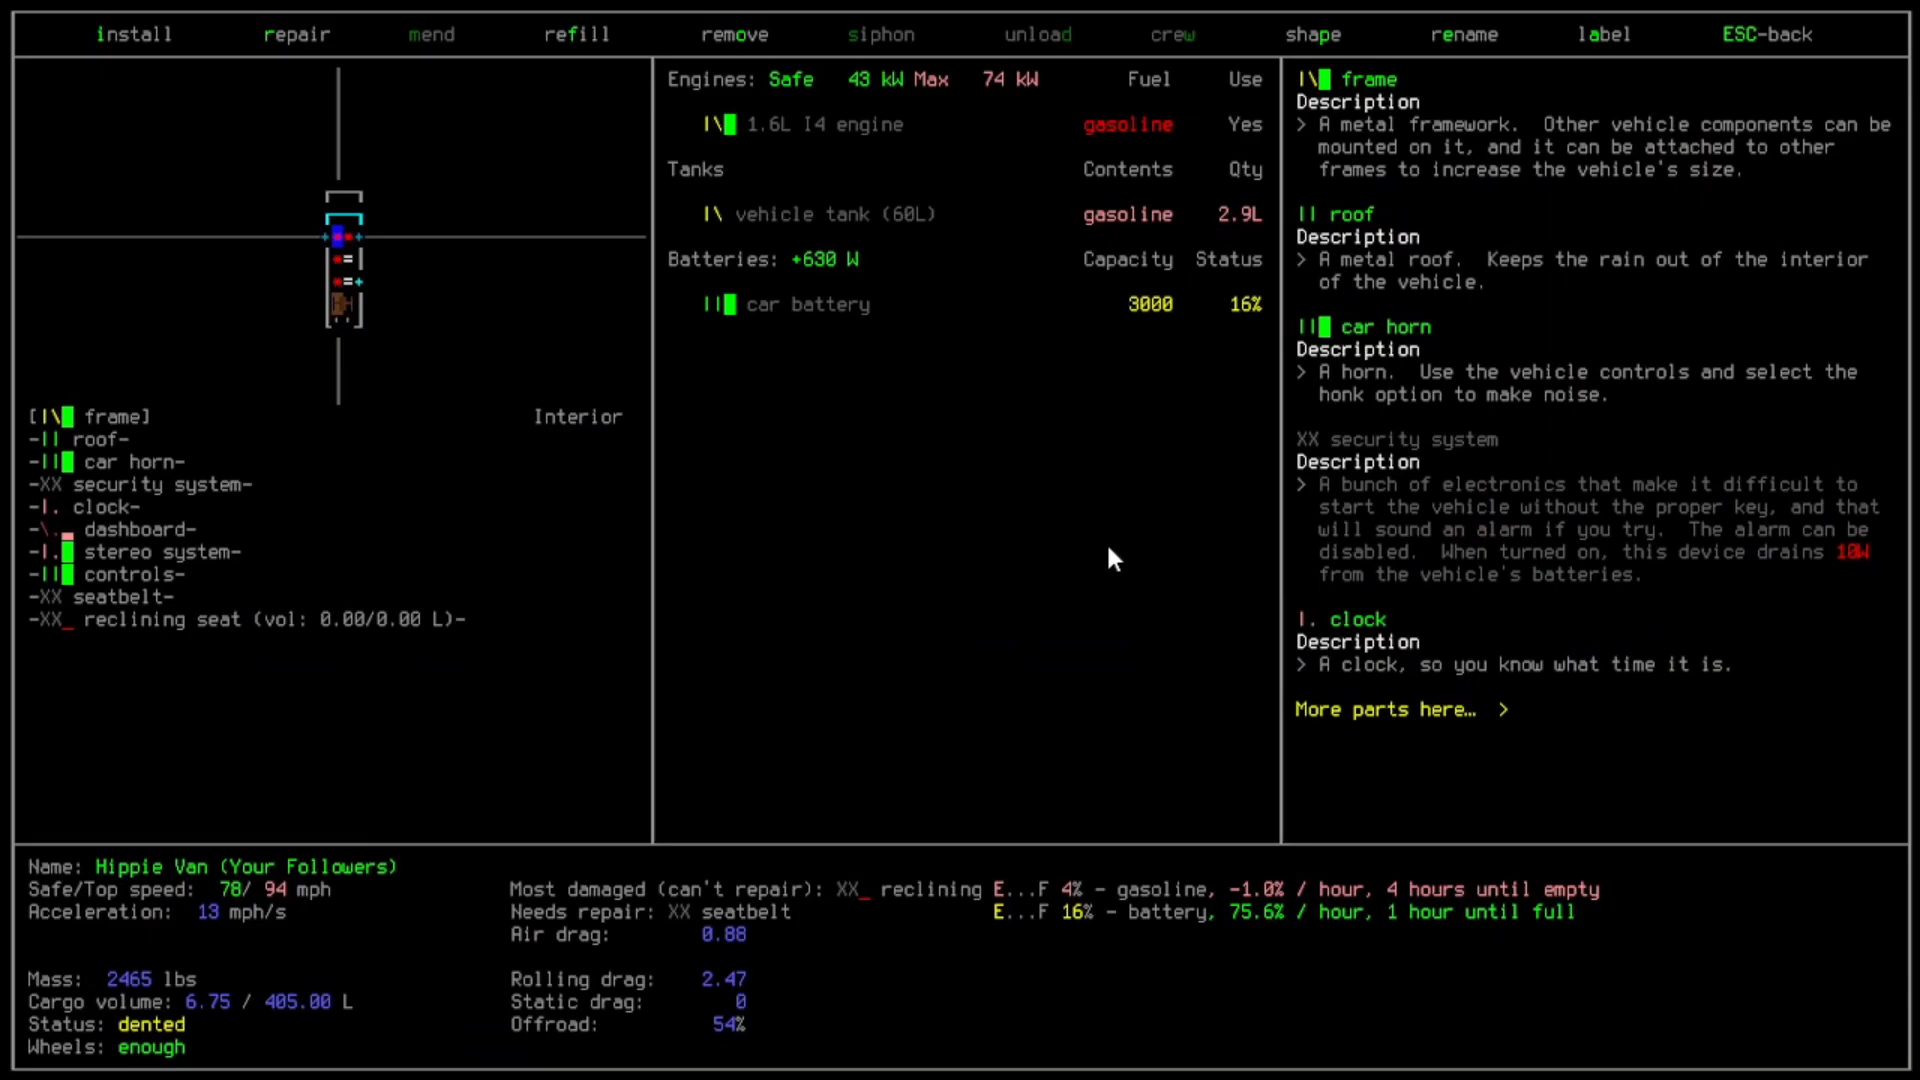 install repair mend refill remove siphon unload crew shape rename label ESC-back
Engines: Safe 43 kW Max 74 kW Fuel Use
|\ 1.6L I4 engine gasoline Yes
Tanks Contents Qty
|\ vehicle tank (60L) gasoline 2.9L
Batteries: +630 W Capacity Status
|| car battery 3000 16%
[|\ frame] Interior
-|| roof-
-|| car horn-
-XX security system-
-|. clock-
-\. dashboard-
-|. stereo system-
-|| controls-
-XX seatbelt-
-XX_ reclining seat (vol: 0.00/0.00 L)-
|\ frame
Description
> A metal framework. Other vehicle components can be
mounted on it, and it can be attached to other
frames to increase the vehicle's size.
|| roof
Description
> A metal roof. Keeps the rain out of the interior
of the vehicle.
|| car horn
Description
> A horn. Use the vehicle controls and select the
honk option to make noise.
XX security system
Description
> A bunch of electronics that make it difficult to
start the vehicle without the proper key, and that
will sound an alarm if you try. The alarm can be
disabled. When turned on, this device drains 10W
from the vehicle's batteries.
|. clock
Description
> A clock, so you know what time it is.
More parts here… >
Name: Hippie Van (Your Followers)
Safe/Top speed: 78/ 94 mph
Acceleration: 13 mph/s
Mass: 2465 lbs
Cargo volume: 6.75 / 405.00 L
Status: dented
Wheels: enough
Most damaged (can't repair): XX_ reclining
Needs repair: XX seatbelt
Air drag: 0.88
Rolling drag: 2.47
Static drag: 0
Offroad: 54%
E...F 4% - gasoline, -1.0% / hour, 4 hours until empty
E...F 16% - battery, 75.6% / hour, 1 hour until full